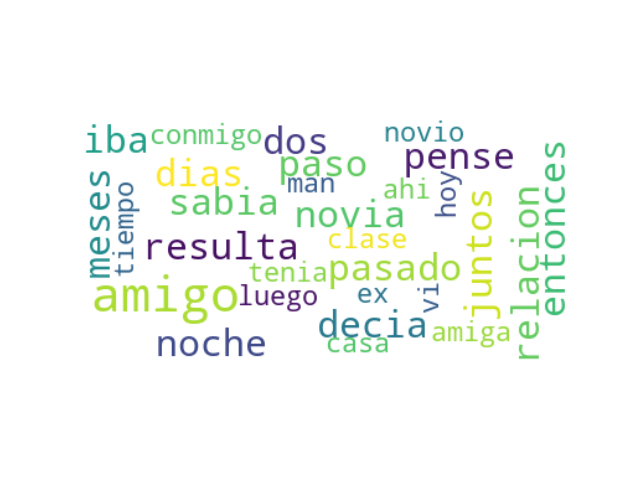 iba
conmigo
dos
novio
dias
paso
pense
man
ahi
hoy
meses
tiempo
sabia
novia
juntos
relacion
entonces
resulta
clase
tenia
pasado
amigo
luego
ex
vi
noche
decia
casa
amiga